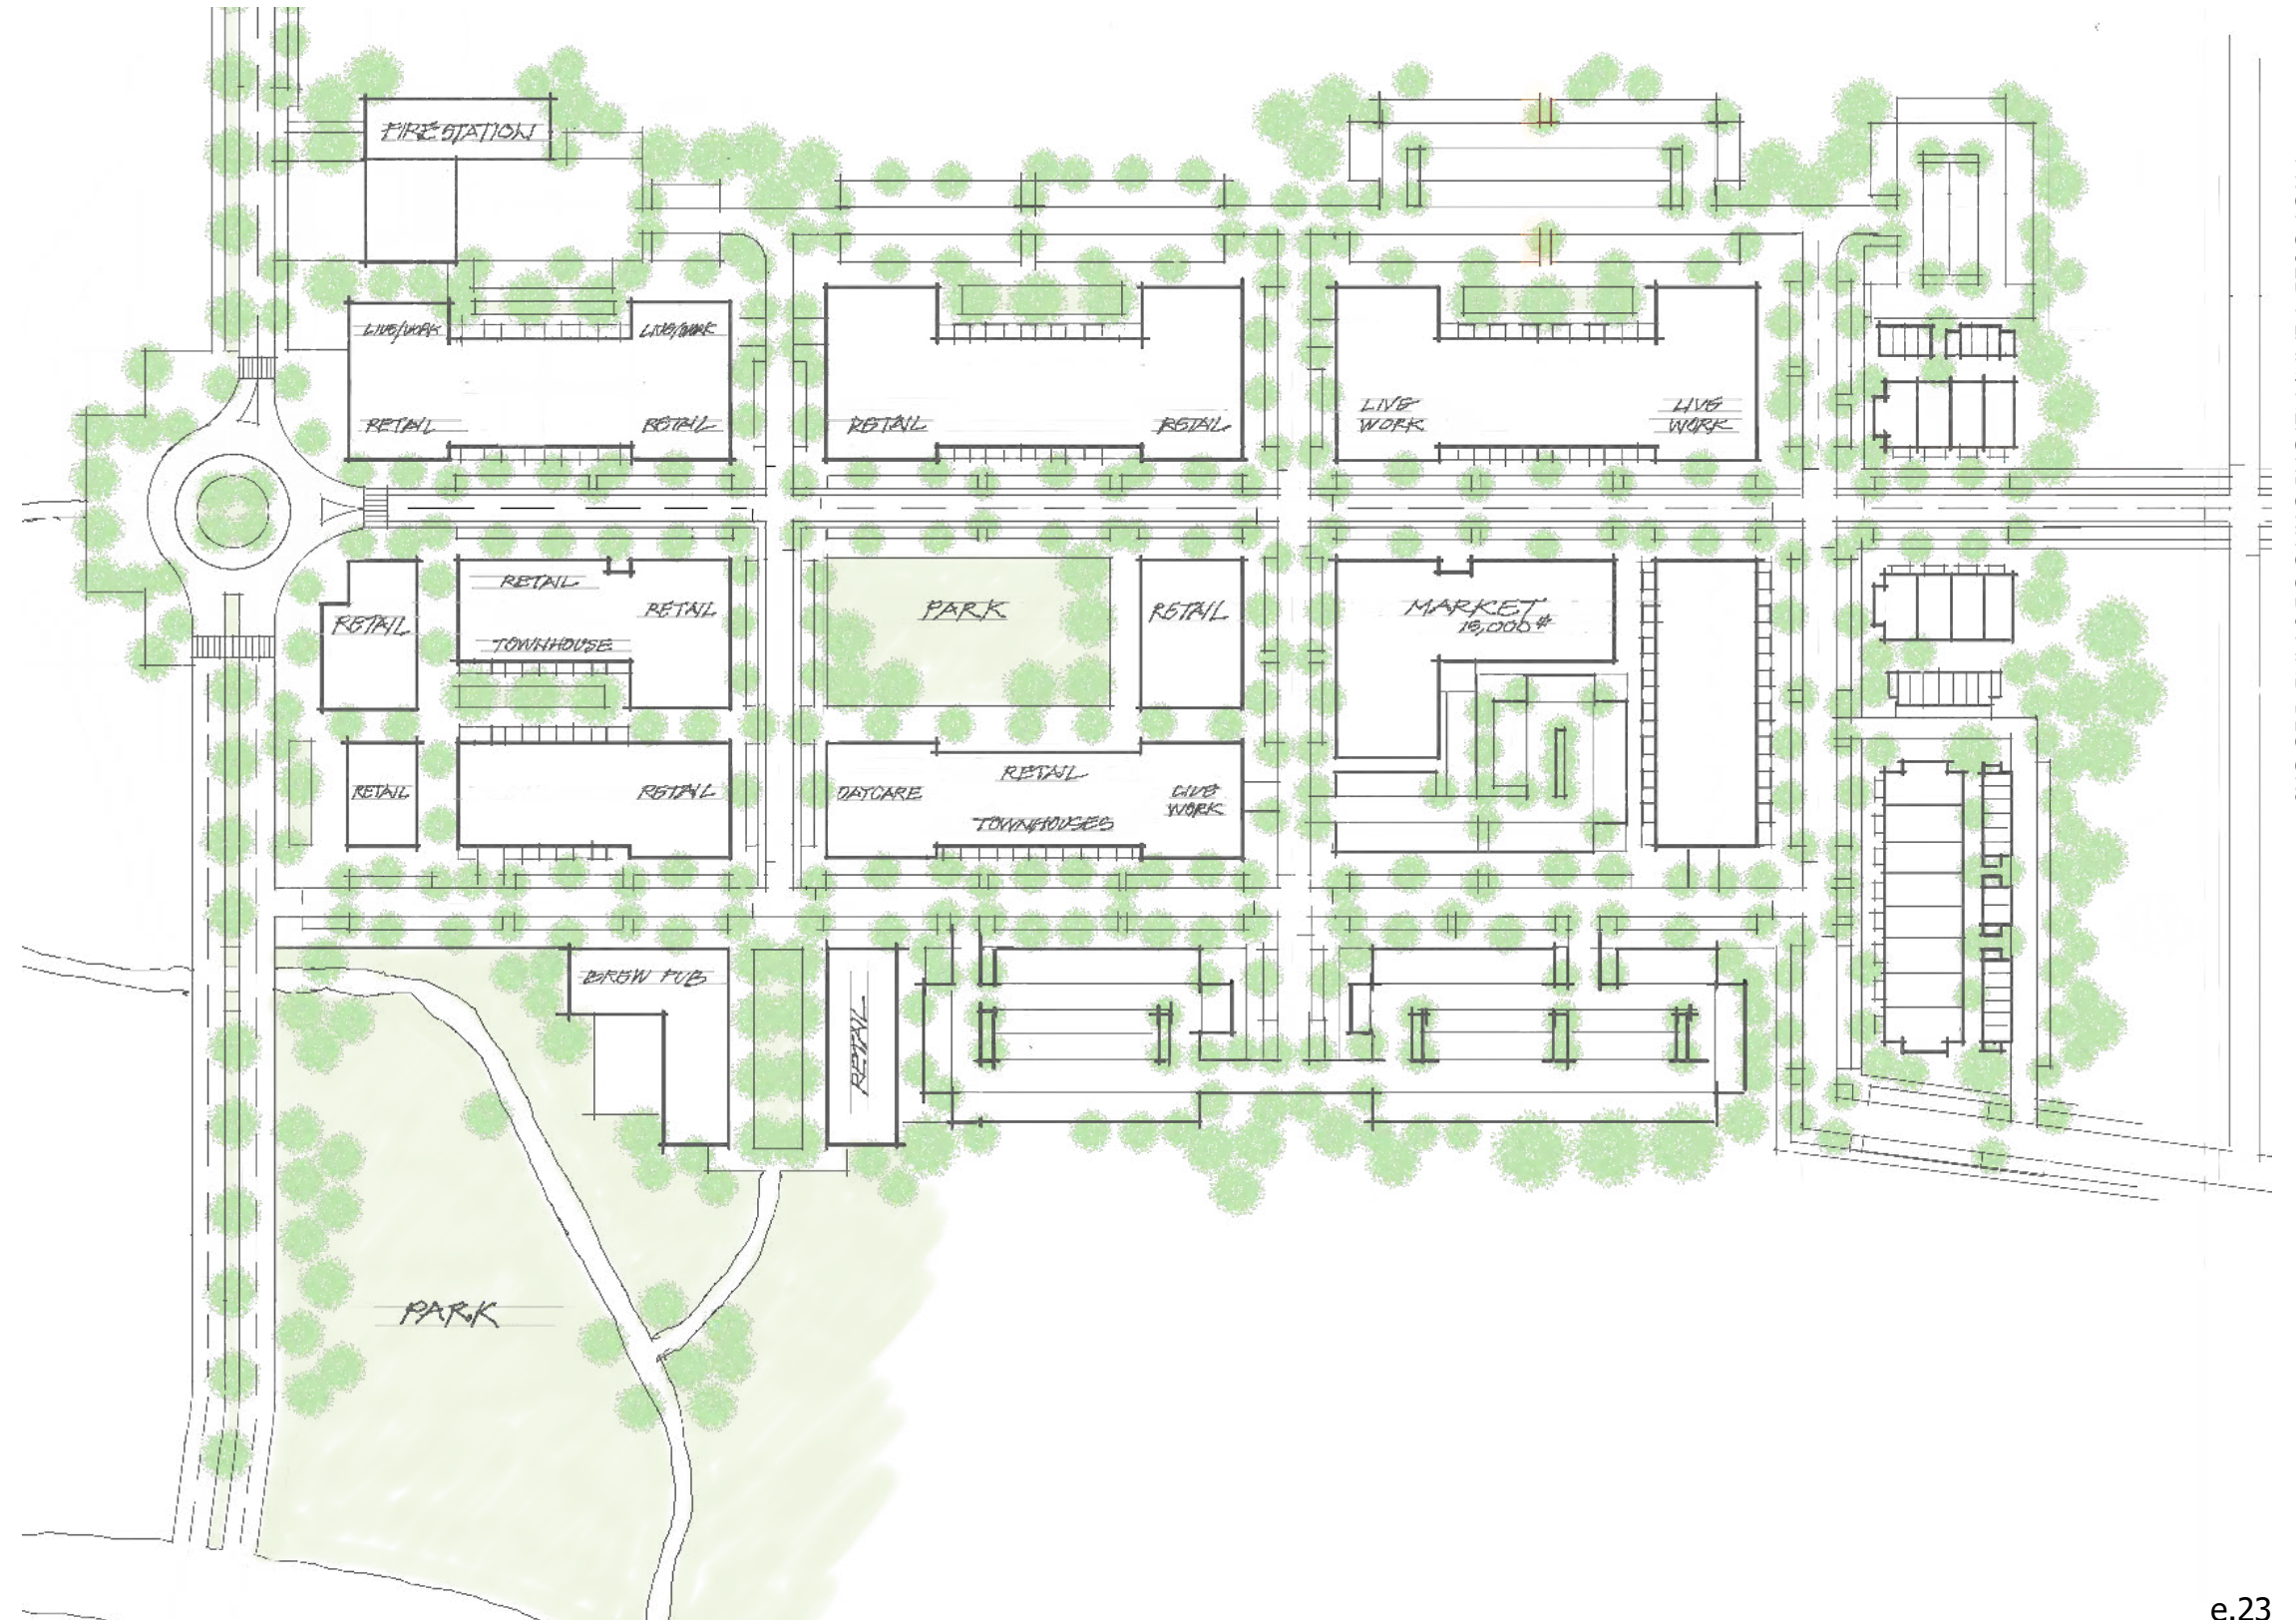 FIRE STATION
LIVE/WORK
LIVE/WORK
RETAIL
RETAIL
RETAIL
RETAIL
LIVE
WORK
LIVE
WORK
RETAIL
RETAIL
RETAIL
TOWNHOUSE
PARK
RETAIL
MARKET
15,000#
RETAIL
RETAIL
DAYCARE
RETAIL
TOWNHOUSES
LIVE
WORK
BREW PUB
RETAIL
PARK
e.23